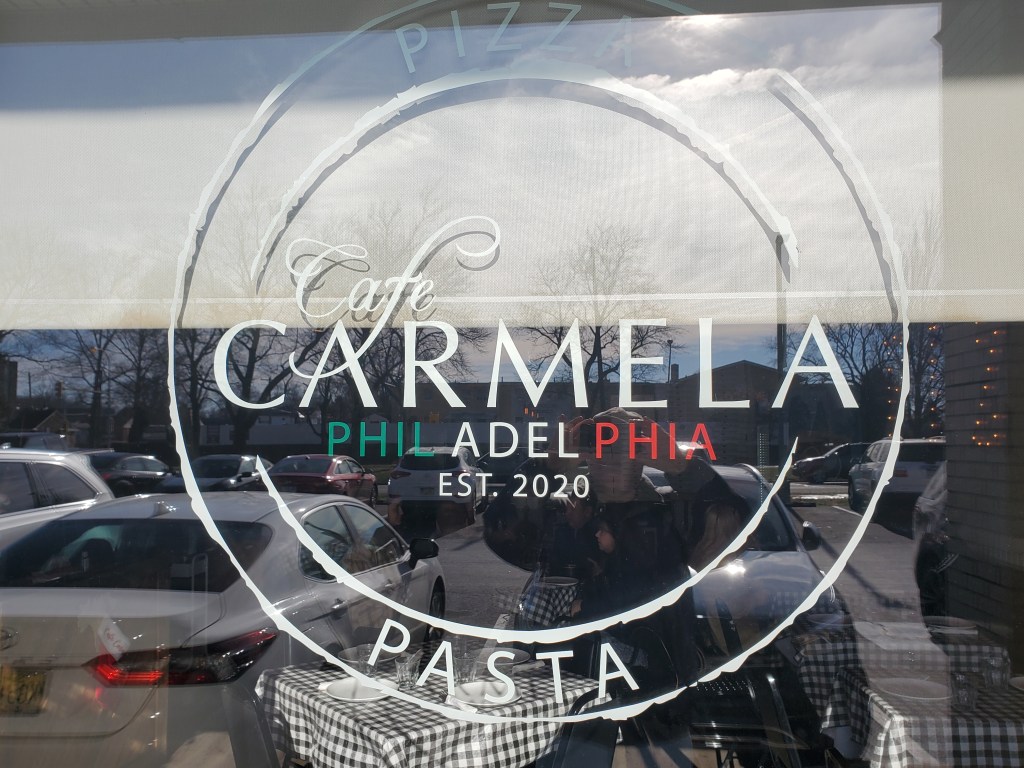 PIZZA
Cafe
CARMELA
PHILADELPHIA
EST. 2020
PASTA